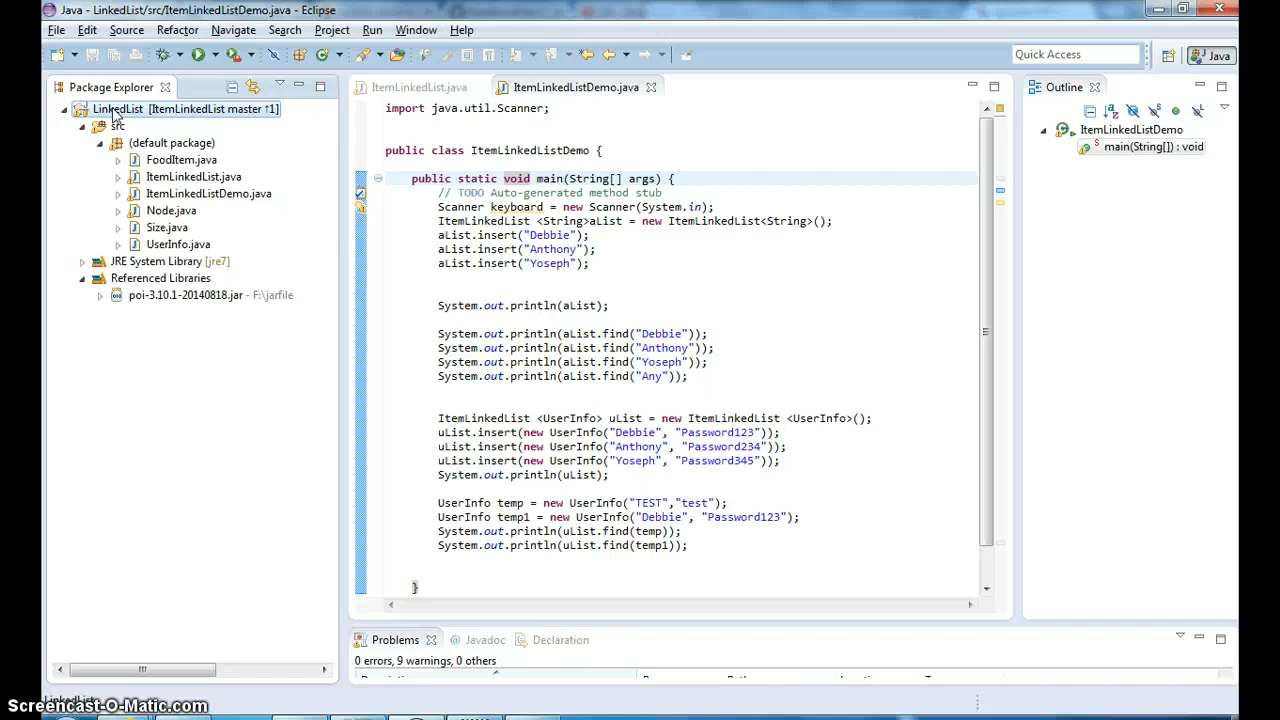 Java - LinkedList/src/ItemLinkedListDemo.java - Eclipse
File Edit Source Refactor Navigate Search Project Run Window Help
Quick Access
Java
Package Explorer
ItemLinkedList.java
ItemLinkedListDemo.java
Outline
LinkedList [ItemLinkedList master ↑1]
src
(default package)
FoodItem.java
ItemLinkedList.java
ItemLinkedListDemo.java
Node.java
Size.java
UserInfo.java
JRE System Library [jre7]
Referenced Libraries
poi-3.10.1-20140818.jar - F:\jarfile
import java.util.Scanner;
public class ItemLinkedListDemo {
public static void main(String[] args) {
// TODO Auto-generated method stub
Scanner keyboard = new Scanner(System.in);
ItemLinkedList <String>aList = new ItemLinkedList<String>();
aList.insert("Debbie");
aList.insert("Anthony");
aList.insert("Yoseph");
System.out.println(aList);
System.out.println(aList.find("Debbie"));
System.out.println(aList.find("Anthony"));
System.out.println(aList.find("Yoseph"));
System.out.println(aList.find("Any"));
ItemLinkedList <UserInfo> uList = new ItemLinkedList <UserInfo>();
uList.insert(new UserInfo("Debbie", "Password123"));
uList.insert(new UserInfo("Anthony", "Password234"));
uList.insert(new UserInfo("Yoseph", "Password345"));
System.out.println(uList);
UserInfo temp = new UserInfo("TEST","test");
UserInfo temp1 = new UserInfo("Debbie", "Password123");
System.out.println(uList.find(temp));
System.out.println(uList.find(temp1));
}
ItemLinkedListDemo
main(String[]) : void
Problems
@ Javadoc
Declaration
0 errors, 9 warnings, 0 others
LinkedList
Screencast-O-Matic.com